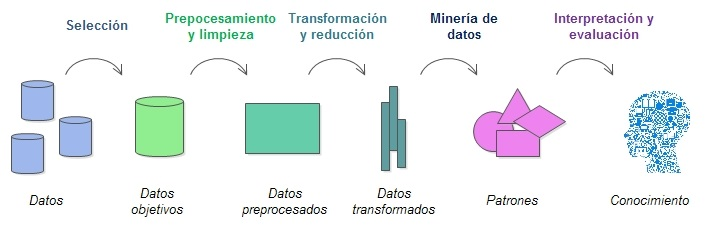 Selección
Prepocesamiento
y limpieza
Transformación
y reducción
Minería de
datos
Interpretación y
evaluación
Datos
Datos
objetivos
Datos
preprocesados
Datos
transformados
Patrones
Conocimiento